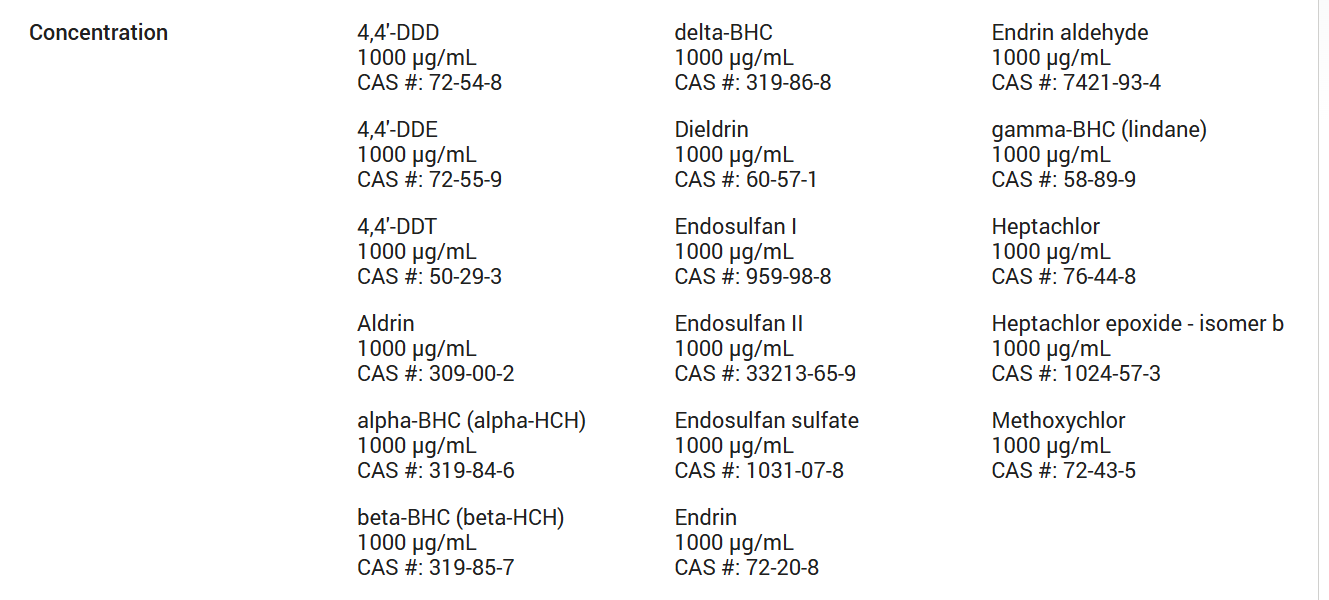 Concentration
4,4'-DDD
1000 µg/mL
CAS #: 72-54-8
4,4'-DDE
1000 µg/mL
CAS #: 72-55-9
4,4'-DDT
1000 µg/mL
CAS #: 50-29-3
Aldrin
1000 µg/mL
CAS #: 309-00-2
alpha-BHC (alpha-HCH)
1000 µg/mL
CAS #: 319-84-6
beta-BHC (beta-HCH)
1000 µg/mL
CAS #: 319-85-7
delta-BHC
1000 µg/mL
CAS #: 319-86-8
Dieldrin
1000 µg/mL
CAS #: 60-57-1
Endosulfan I
1000 µg/mL
CAS #: 959-98-8
Endosulfan II
1000 µg/mL
CAS #: 33213-65-9
Endosulfan sulfate
1000 µg/mL
CAS #: 1031-07-8
Endrin
1000 µg/mL
CAS #: 72-20-8
Endrin aldehyde
1000 µg/mL
CAS #: 7421-93-4
gamma-BHC (lindane)
1000 µg/mL
CAS #: 58-89-9
Heptachlor
1000 µg/mL
CAS #: 76-44-8
Heptachlor epoxide - isomer b
1000 µg/mL
CAS #: 1024-57-3
Methoxychlor
1000 µg/mL
CAS #: 72-43-5